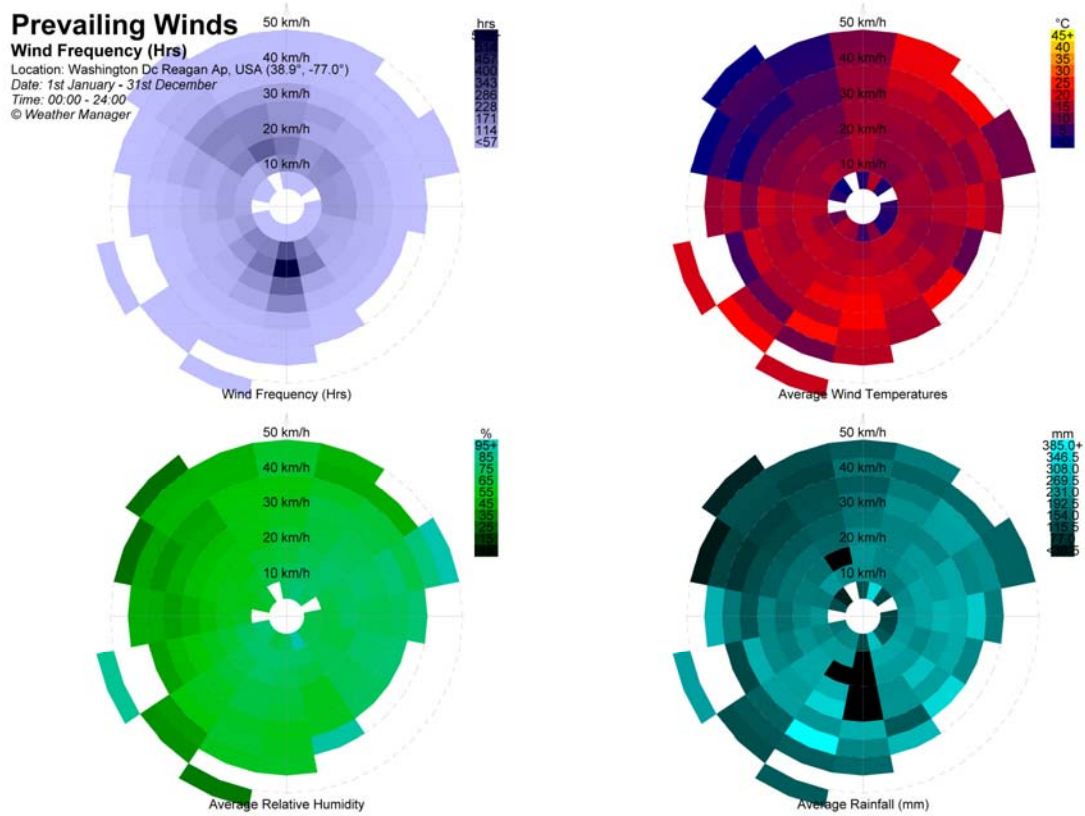 Prevailing Winds
Wind Frequency (Hrs)
Location: Washington Dc Reagan Ap, USA (38.9°, -77.0°)
Date: 1st January - 31st December
Time: 00:00 - 24:00
© Weather Manager
50 km/h
40 km/h
30 km/h
20 km/h
10 km/h
hrs
457
400
343
286
228
171
114
<57
Wind Frequency (Hrs)
50 km/h
40 km/h
30 km/h
20 km/h
10 km/h
°C
45+
40
35
30
25
20
15
10
Average Wind Temperatures
50 km/h
40 km/h
30 km/h
20 km/h
10 km/h
%
95+
85
75
65
55
45
35
25
15
Average Relative Humidity
50 km/h
40 km/h
30 km/h
20 km/h
10 km/h
mm
385.0+
346.5
308.0
269.5
231.0
192.5
154.0
115.5
77.0
Average Rainfall (mm)